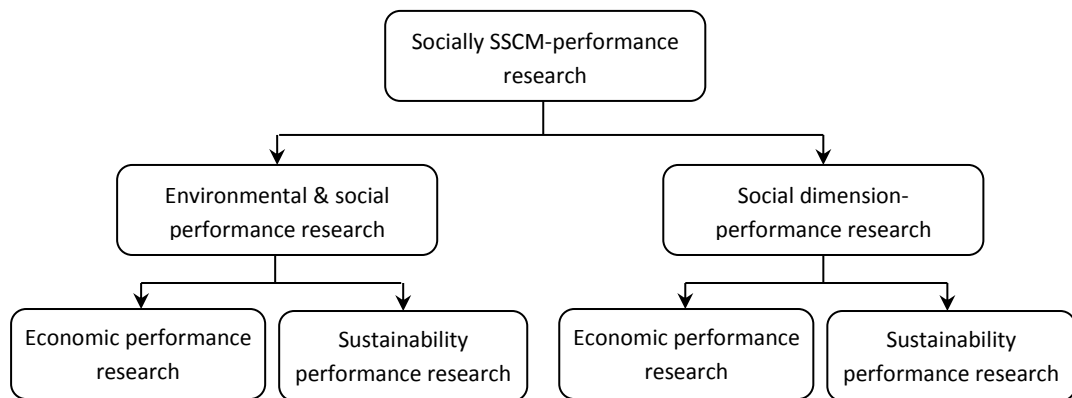 Socially SSCM-performance
research
Environmental & social
performance research
Social dimension-
performance research
Economic performance
research
Sustainability
performance research
Economic performance
research
Sustainability
performance research